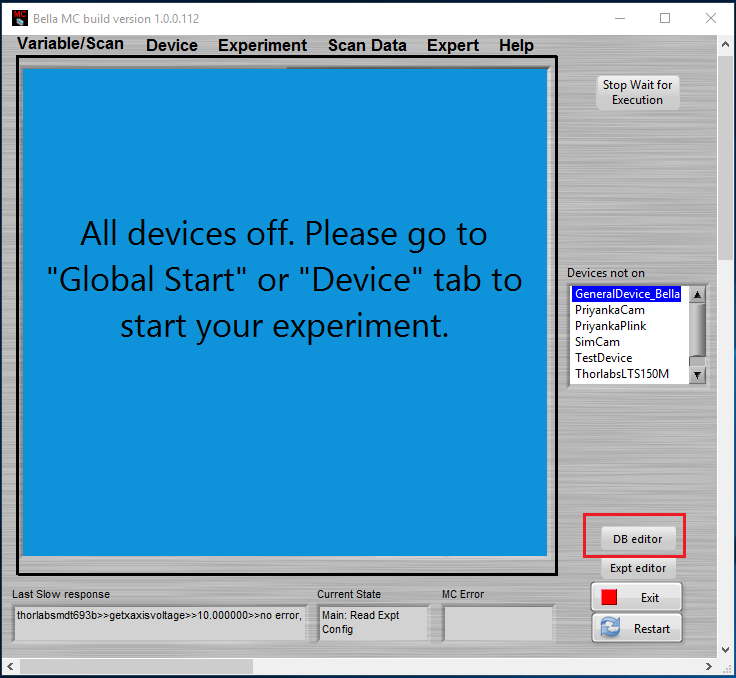 MC
Bella MC build version 1.0.0.112
Variable/Scan Device Experiment Scan Data Expert Help
Stop Wait for
Execution
All devices off. Please go to
"Global Start" or "Device" tab to
start your experiment.
Devices not on
GeneralDevice_Bella
PriyankaCam
PriyankaPlink
SimCam
TestDevice
ThorlabsLTS150M
DB editor
Expt editor
Exit
Restart
Last Slow response
thorlabsmdt693b>>getxaxisvoltage>>10.000000>>no error,
Current State
Main: Read Expt
Config
MC Error